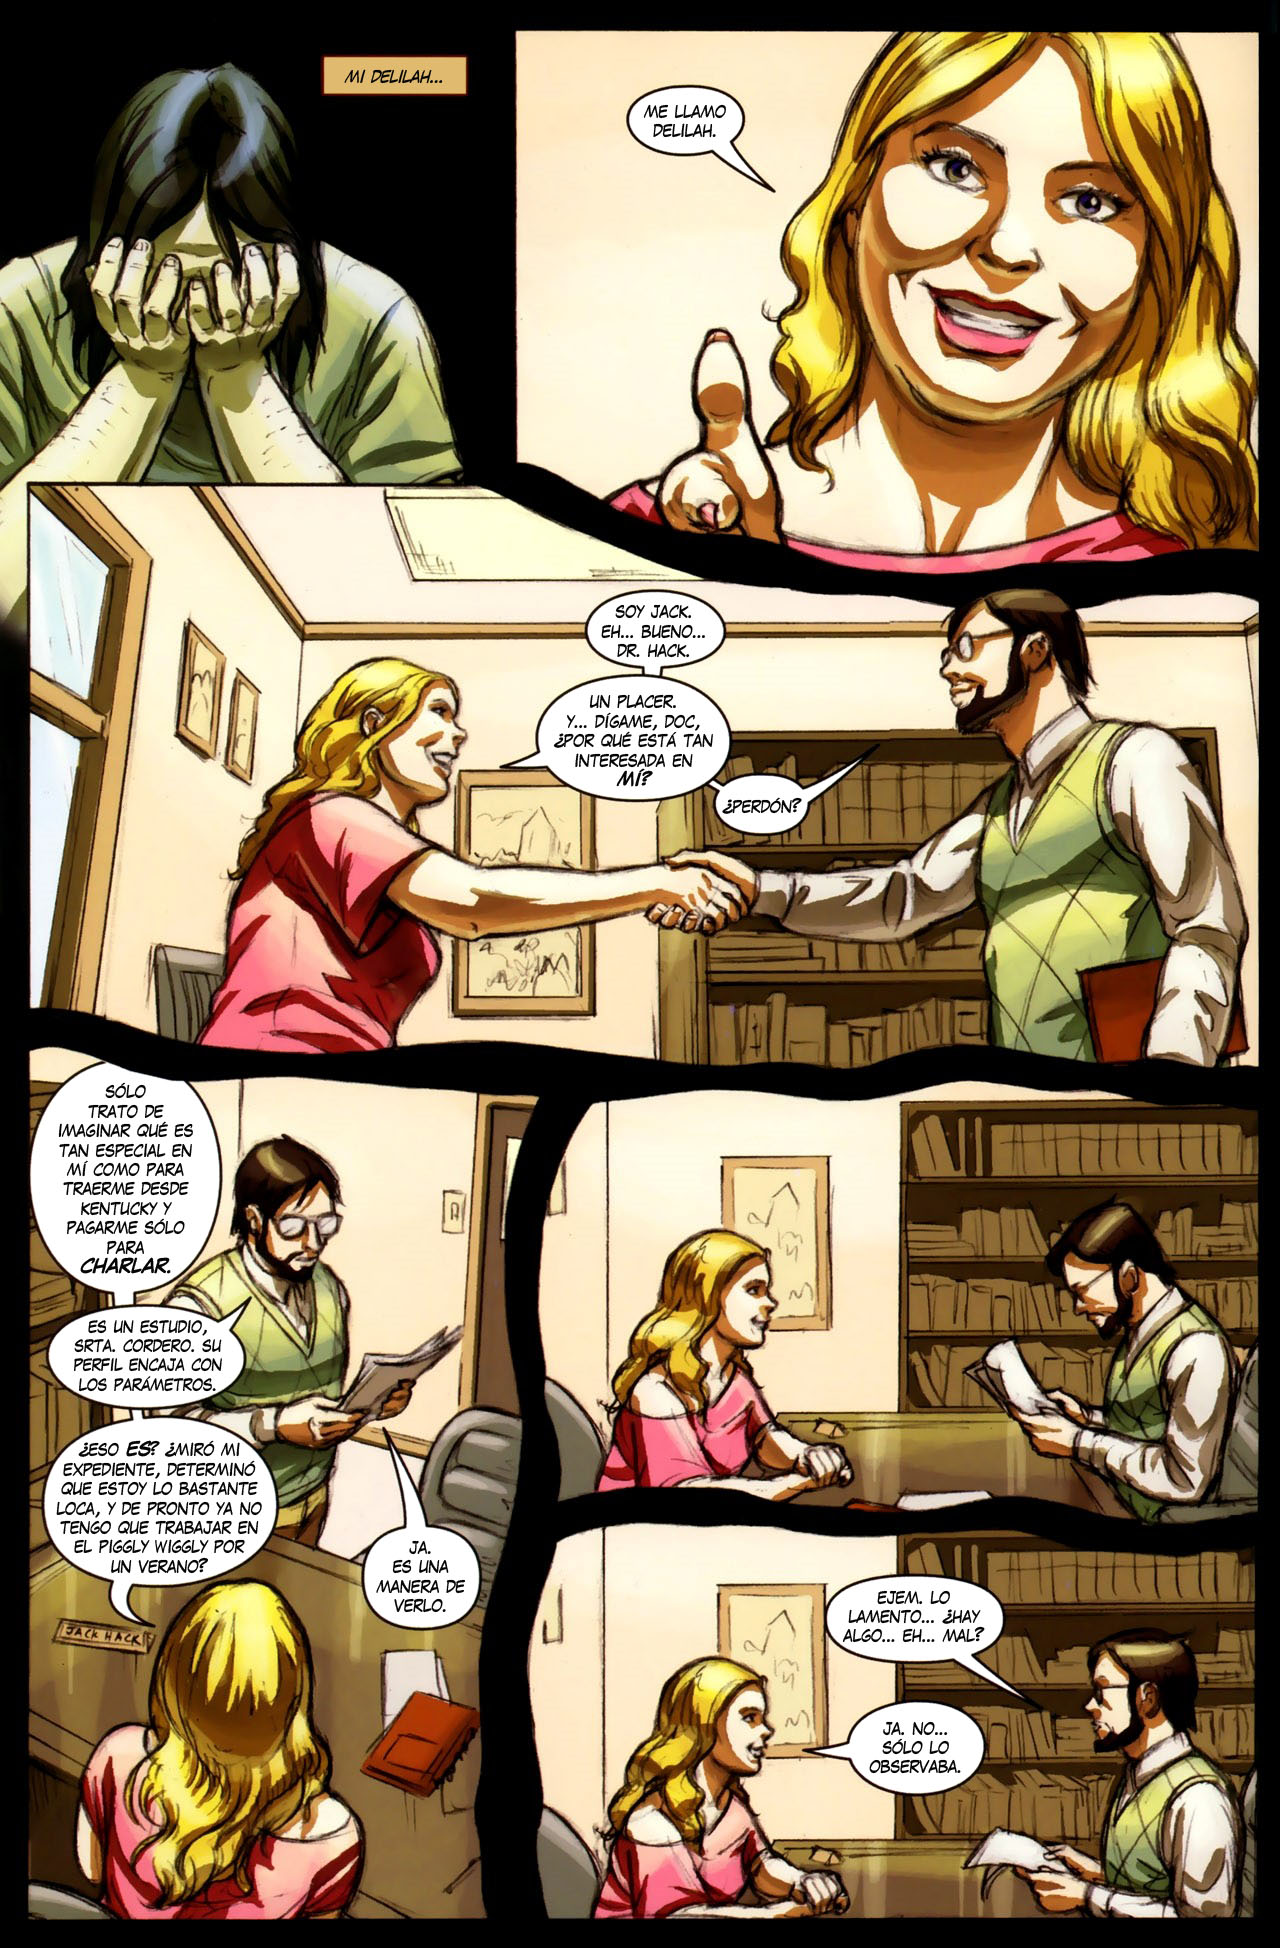 MI DELILAH...
ME LLAMO
DELILAH.
SOY JACK.
EH... BUENO...
DR. HACK.
UN PLACER.
Y... DÍGAME, DOC,
¿POR QUÉ ESTÁ TAN
INTERESADA EN
MÍ?
¿PERDÓN?
SÓLO
TRATO DE
IMAGINAR QUÉ ES
TAN ESPECIAL EN
MÍ COMO PARA
TRAERME DESDE
KENTUCKY Y
PAGARME SÓLO
PARA
CHARLAR.
ES UN ESTUDIO,
SRTA. CORDERO. SU
PERFIL ENCAJA CON
LOS PARÁMETROS.
¿ESO ES? ¿MIRÓ MI
EXPEDIENTE, DETERMINÓ
QUE ESTOY LO BASTANTE
LOCA, Y DE PRONTO YA NO
TENGO QUE TRABAJAR EN
EL PIGGLY WIGGLY POR
UN VERANO?
JA.
ES UNA
MANERA DE
VERLO.
JACK HACK
EJEM. LO
LAMENTO... ¿HAY
ALGO... EH... MAL?
JA. NO...
SÓLO LO
OBSERVABA.